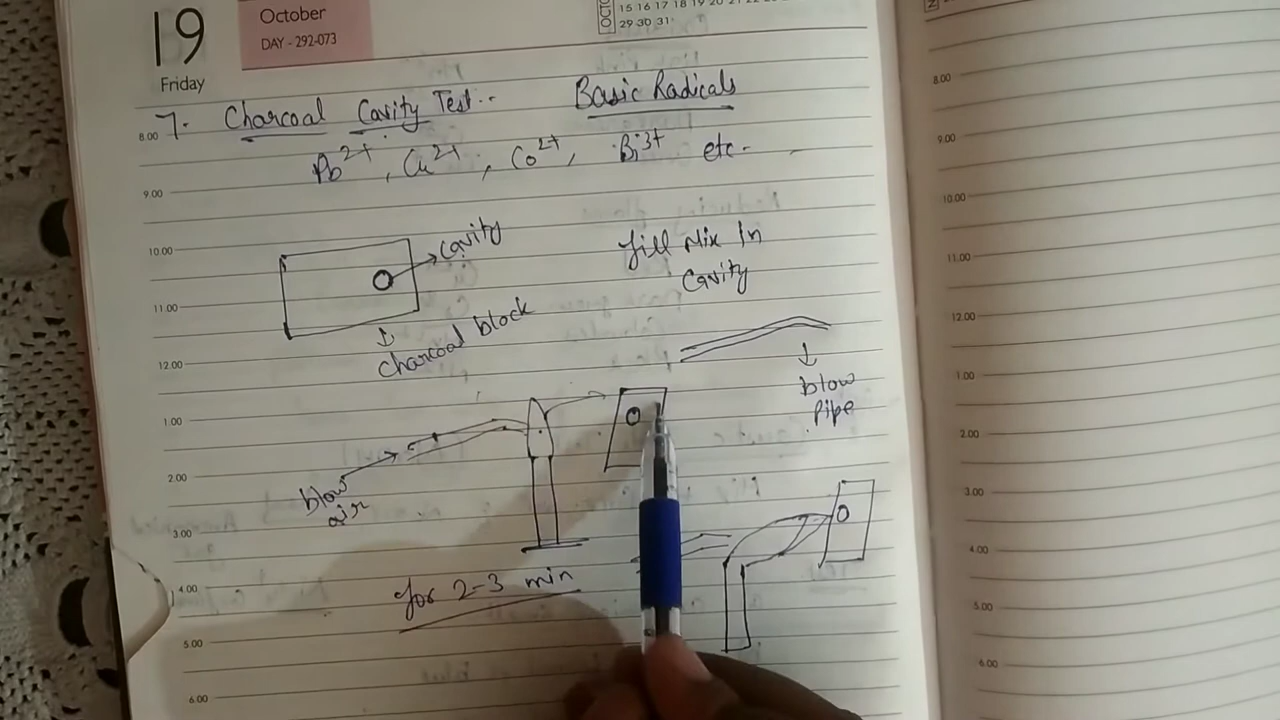 19
Friday
October
DAY - 292-073
OCTO
15 16 17 18 19 20 21 22
29 30 31
7. Charcoal Cavity Test.. Basic Radicals
Pb2+, Cu2+, Co2+, Bi3+ etc.
cavity
charcoal block
fill Mix In
Cavity
blow
pipe
blow
air
for 2-3 min
8.00
9.00
10.00
11.00
12.00
1.00
2.00
3.00
4.00
5.00
6.00
8.00
9.00
10.00
11.00
12.00
1.00
2.00
3.00
4.00
5.00
6.00